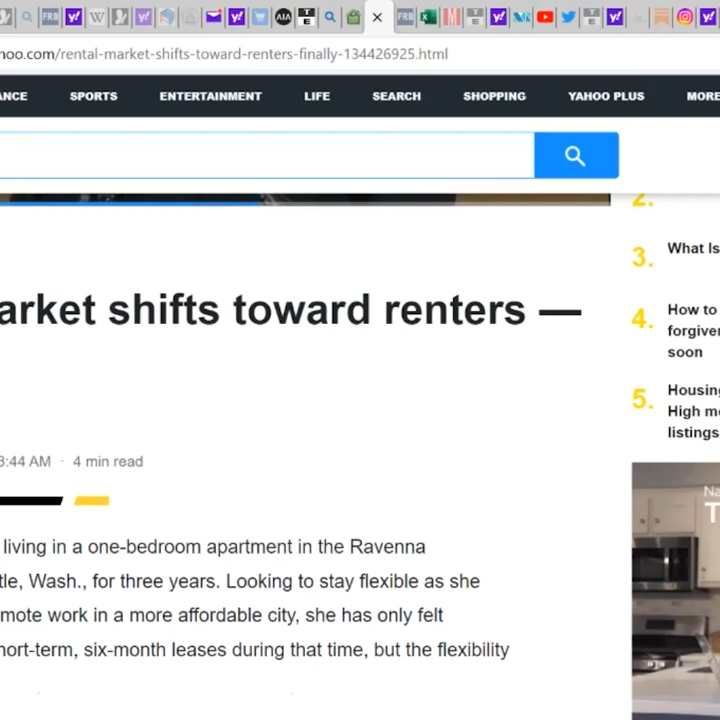 hoo.com/rental-market-shifts-toward-renters-finally-134426925.html
ANCE SPORTS ENTERTAINMENT LIFE SEARCH SHOPPING YAHOO PLUS MORE
2.
3. What Is
4. How to
forgiven
soon
5. Housing
High mo
listings
arket shifts toward renters —
8:44 AM · 4 min read
living in a one-bedroom apartment in the Ravenna
tle, Wash., for three years. Looking to stay flexible as she
mote work in a more affordable city, she has only felt
hort-term, six-month leases during that time, but the flexibility
Na
T